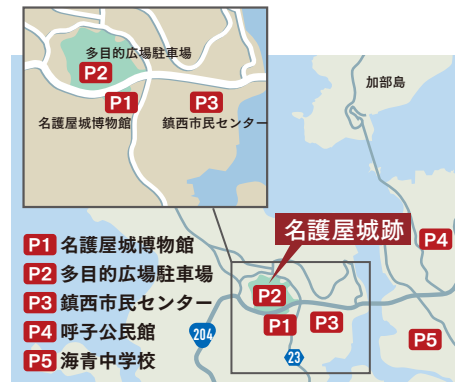 多目的広場駐車場
P2
P1
P3
名護屋城博物館
鎮西市民センター
加部島
名護屋城跡
P4
P1 名護屋城博物館
P2 多目的広場駐車場
P3 鎮西市民センター
P4 呼子公民館
P5 海青中学校
P2
P1
P3
204
23
P5